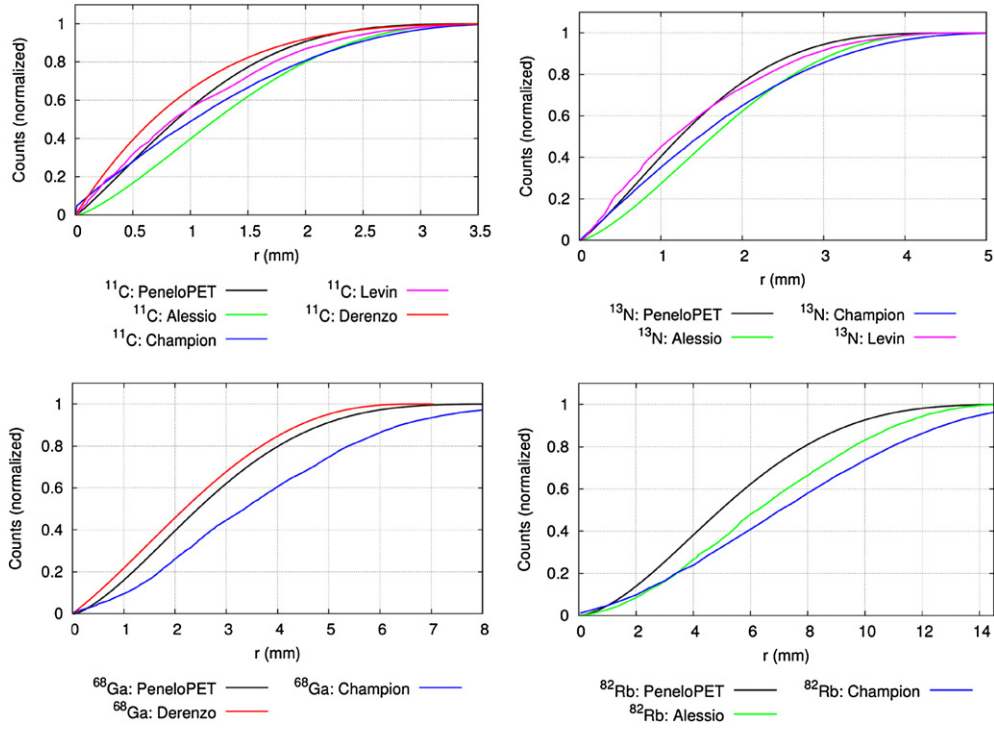 Counts (normalized)
1
0.8
0.6
0.4
0.2
0
0 0.5 1 1.5 2 2.5 3 3.5
r (mm)
¹¹C: PeneloPET
¹¹C: Levin
¹¹C: Alessio
¹¹C: Derenzo
¹¹C: Champion
Counts (normalized)
1
0.8
0.6
0.4
0.2
0
0 1 2 3 4 5
r (mm)
¹³N: PeneloPET
¹³N: Champion
¹³N: Alessio
¹³N: Levin
Counts (normalized)
1
0.8
0.6
0.4
0.2
0
0 1 2 3 4 5 6 7 8
r (mm)
⁶⁸Ga: PeneloPET
⁶⁸Ga: Champion
⁶⁸Ga: Derenzo
Counts (normalized)
1
0.8
0.6
0.4
0.2
0
0 2 4 6 8 10 12 14
r (mm)
⁸²Rb: PeneloPET
⁸²Rb: Champion
⁸²Rb: Alessio